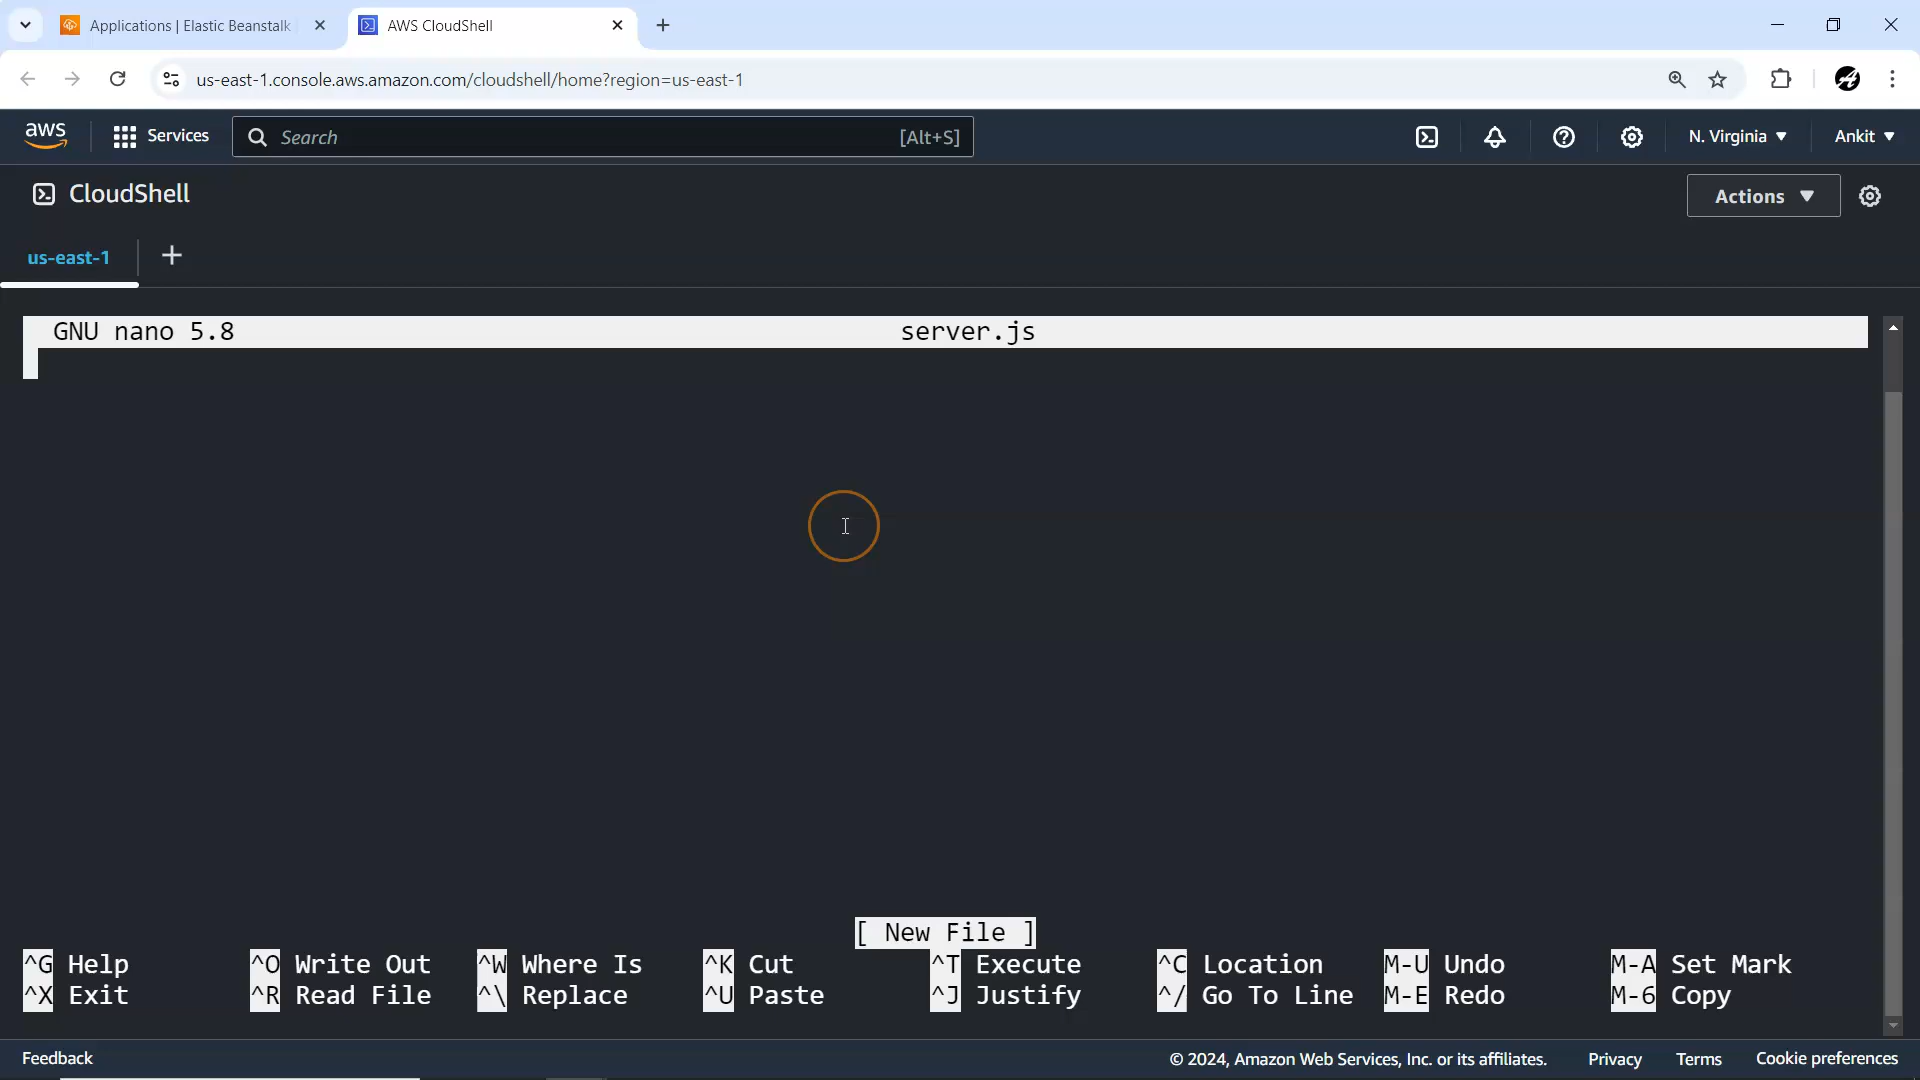 Applications | Elastic Beanstalk
AWS CloudShell
us-east-1.console.aws.amazon.com/cloudshell/home?region=us-east-1
aws
Services
Search
[Alt+S]
N. Virginia
Ankit
CloudShell
Actions
us-east-1
GNU nano 5.8 server.js
[ New File ]
^G Help ^O Write Out ^W Where Is ^K Cut ^T Execute ^C Location M-U Undo M-A Set Mark
^X Exit ^R Read File ^\ Replace ^U Paste ^J Justify ^/ Go To Line M-E Redo M-6 Copy
Feedback
© 2024, Amazon Web Services, Inc. or its affiliates.
Privacy
Terms
Cookie preferences